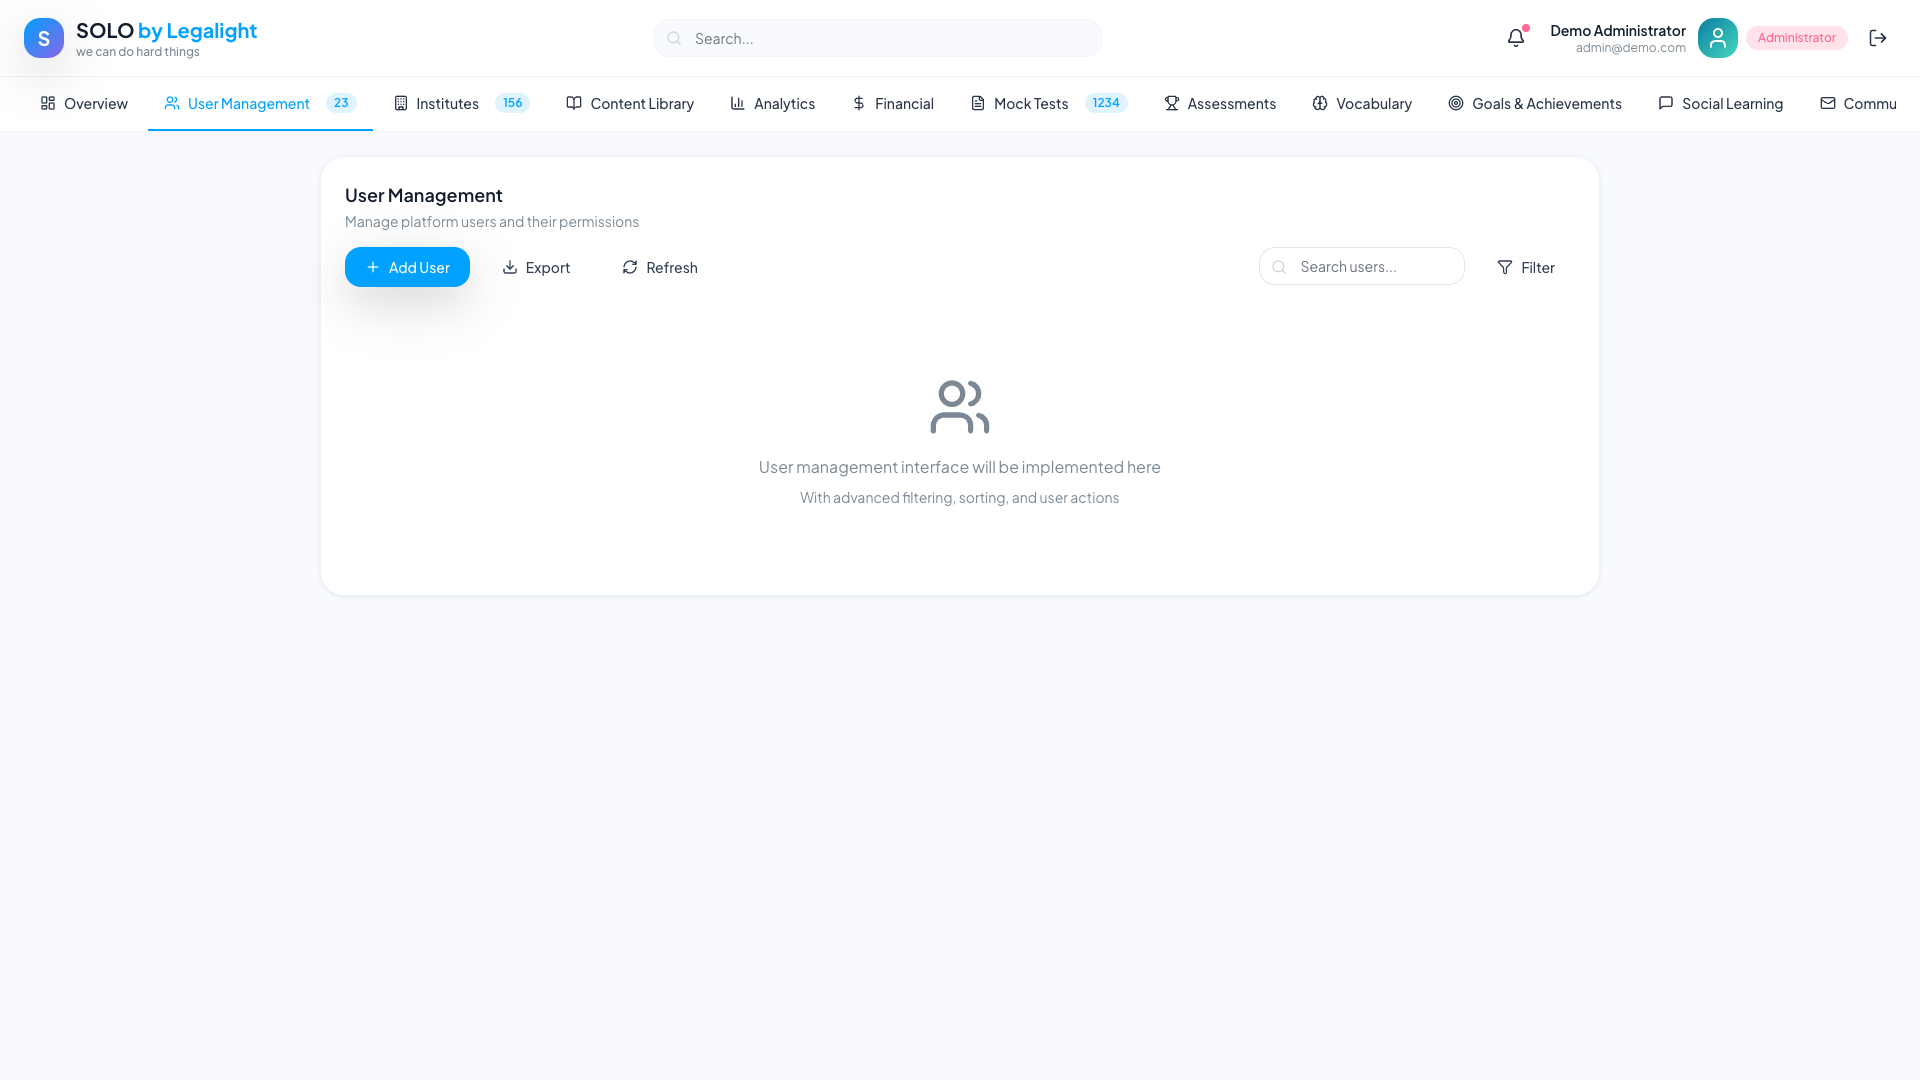 S
SOLO by Legalight
we can do hard things
Search...
Demo Administrator
admin@demo.com
Administrator
Overview
User Management 23
Institutes 156
Content Library
Analytics
Financial
Mock Tests 1234
Assessments
Vocabulary
Goals & Achievements
Social Learning
Commu
User Management
Manage platform users and their permissions
Add User
Export
Refresh
Search users...
Filter
User management interface will be implemented here
With advanced filtering, sorting, and user actions